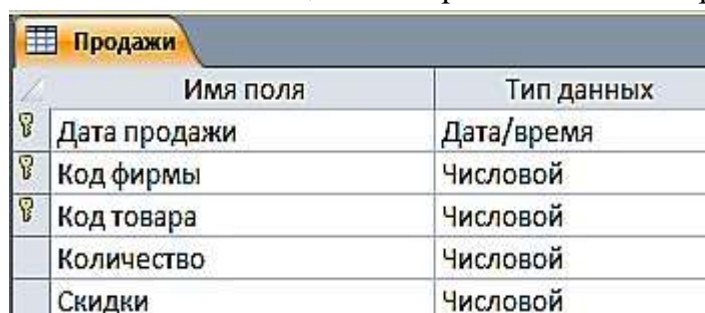 Продажи
Имя поля Тип данных
Дата продажи Дата/время
Код фирмы Числовой
Код товара Числовой
Количество Числовой
Скидки Числовой